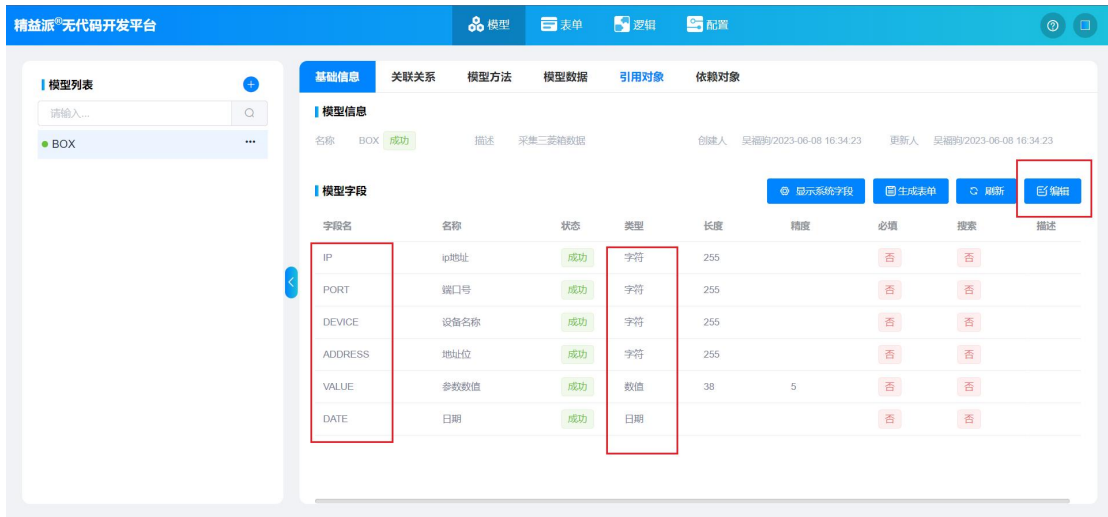 精益派®无代码开发平台 模型 表单 逻辑 配置
模型列表
请输入...
BOX
基础信息 关联关系 模型方法 模型数据 引用对象 依赖对象
模型信息
名称 BOX 成功 描述 采集三菱箱数据 创建人 /2023-06-08 16:34:23 更新人 /2023-06-08 16:34:23
模型字段 显示系统字段 生成表单 刷新 编辑
字段名 名称 状态 类型 长度 精度 必填 搜索 描述
IP ip地址 成功 字符 255 否 否
PORT 端口号 成功 字符 255 否 否
DEVICE 设备名称 成功 字符 255 否 否
ADDRESS 地址位 成功 字符 255 否 否
VALUE 参数数值 成功 数值 38 5 否 否
DATE 日期 成功 日期 否 否